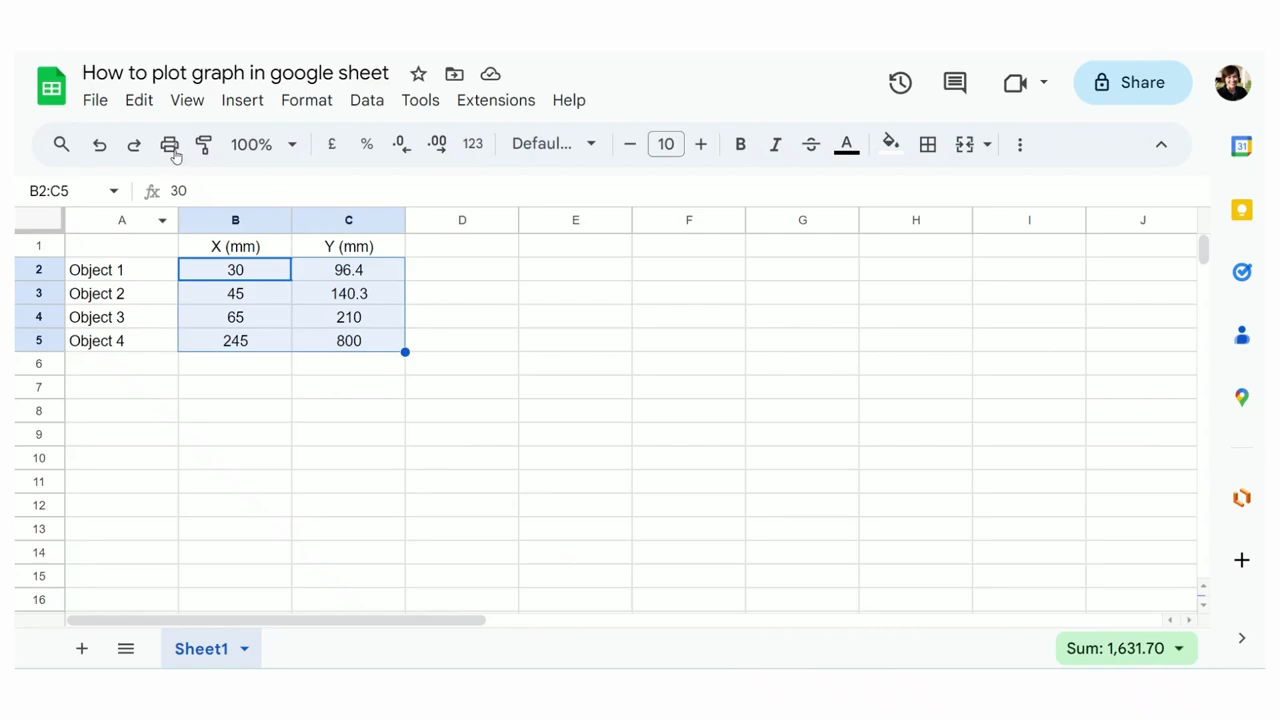 How to plot graph in google sheet
File Edit View Insert Format Data Tools Extensions Help
Share
100% £ % .0 .00 123 Defaul... 10 B I S A
B2:C5 fx 30
A B C D E F G H I J
1 X (mm) Y (mm)
2 Object 1 30 96.4
3 Object 2 45 140.3
4 Object 3 65 210
5 Object 4 245 800
6
7
8
9
10
11
12
13
14
15
16
Sheet1 Sum: 1,631.70
31